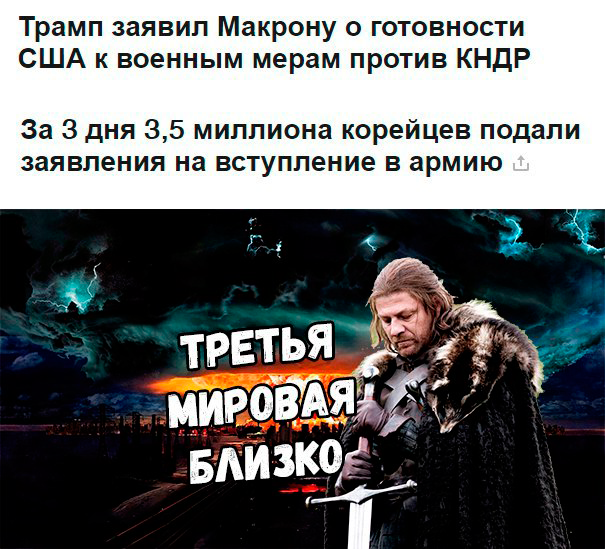 Трамп заявил Макрону о готовности
США к военным мерам против КНДР
За 3 дня 3,5 миллиона корейцев подали
заявления на вступление в армию
ТРЕТЬЯ
МИРОВАЯ
БЛИЗКО